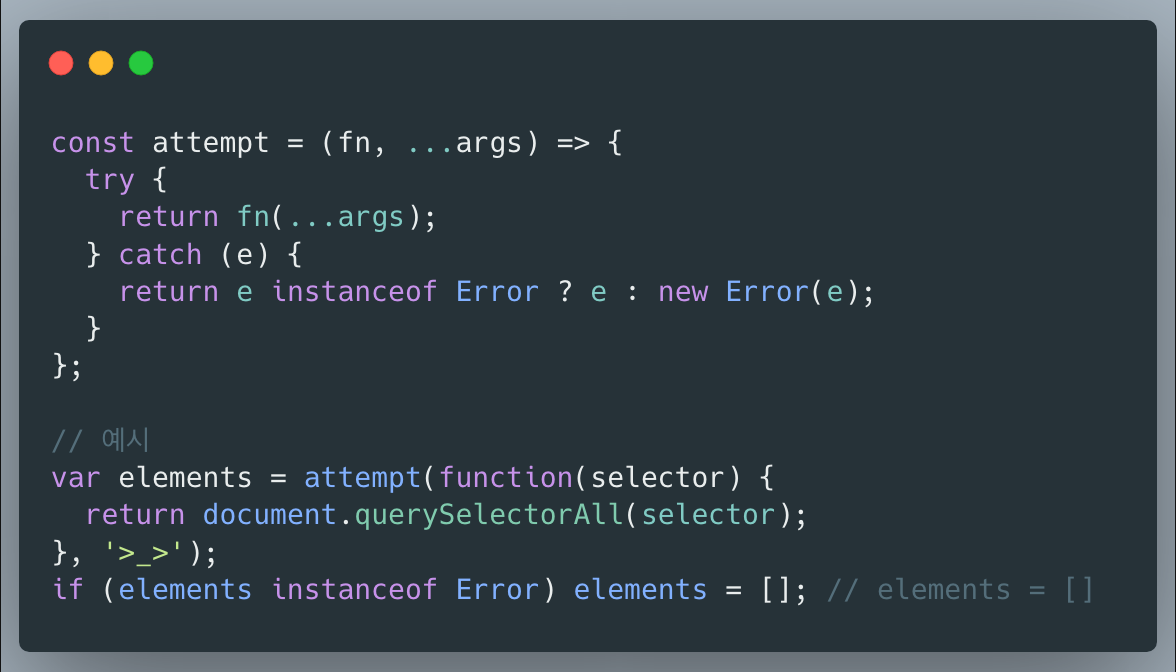 const attempt = (fn, ...args) => {
  try {
    return fn(...args);
  } catch (e) {
    return e instanceof Error ? e : new Error(e);
  }
};

// 예시
var elements = attempt(function(selector) {
  return document.querySelectorAll(selector);
}, '>_>');
if (elements instanceof Error) elements = []; // elements = []